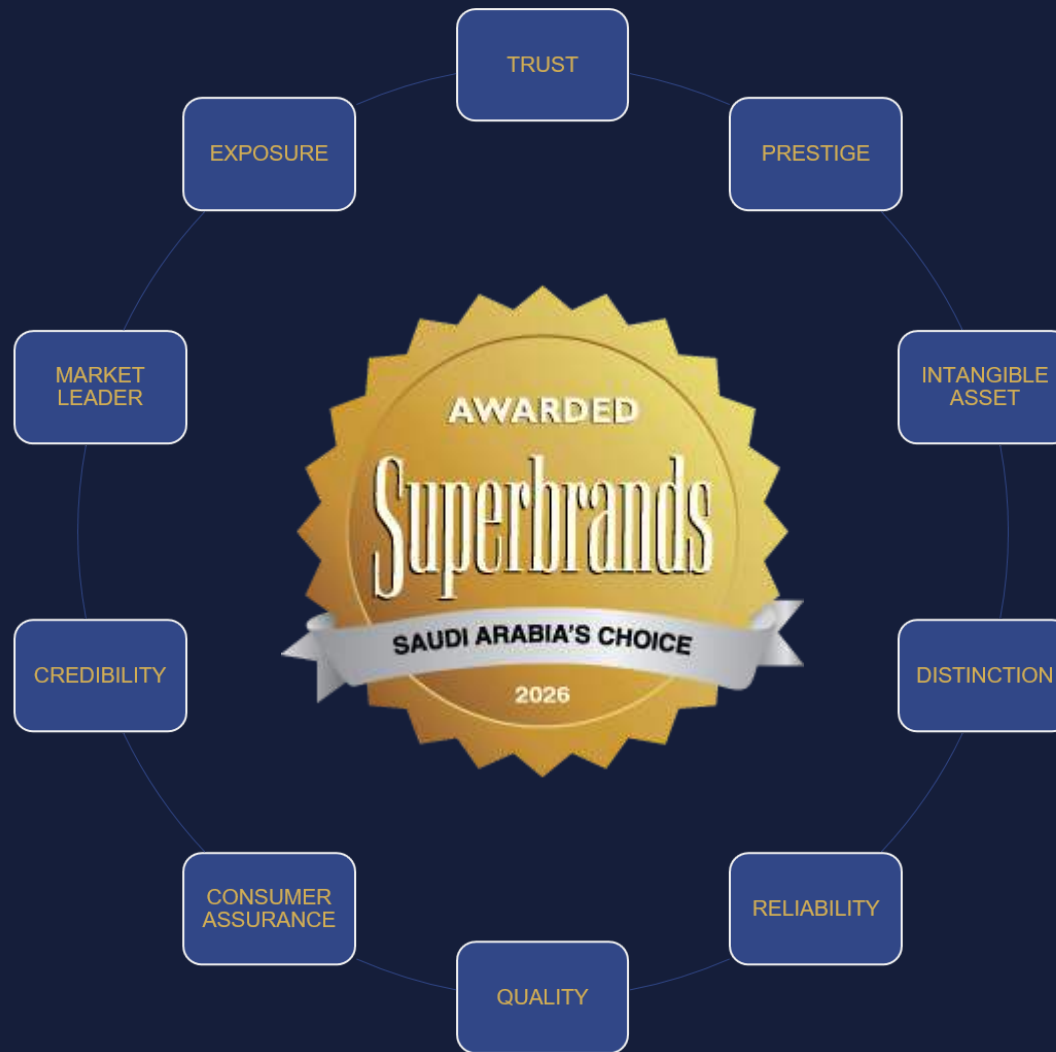 TRUST
EXPOSURE
PRESTIGE
MARKET
LEADER
INTANGIBLE
ASSET
AWARDED
Superbrands
SAUDI ARABIA'S CHOICE
2026
CREDIBILITY
DISTINCTION
CONSUMER
ASSURANCE
RELIABILITY
QUALITY